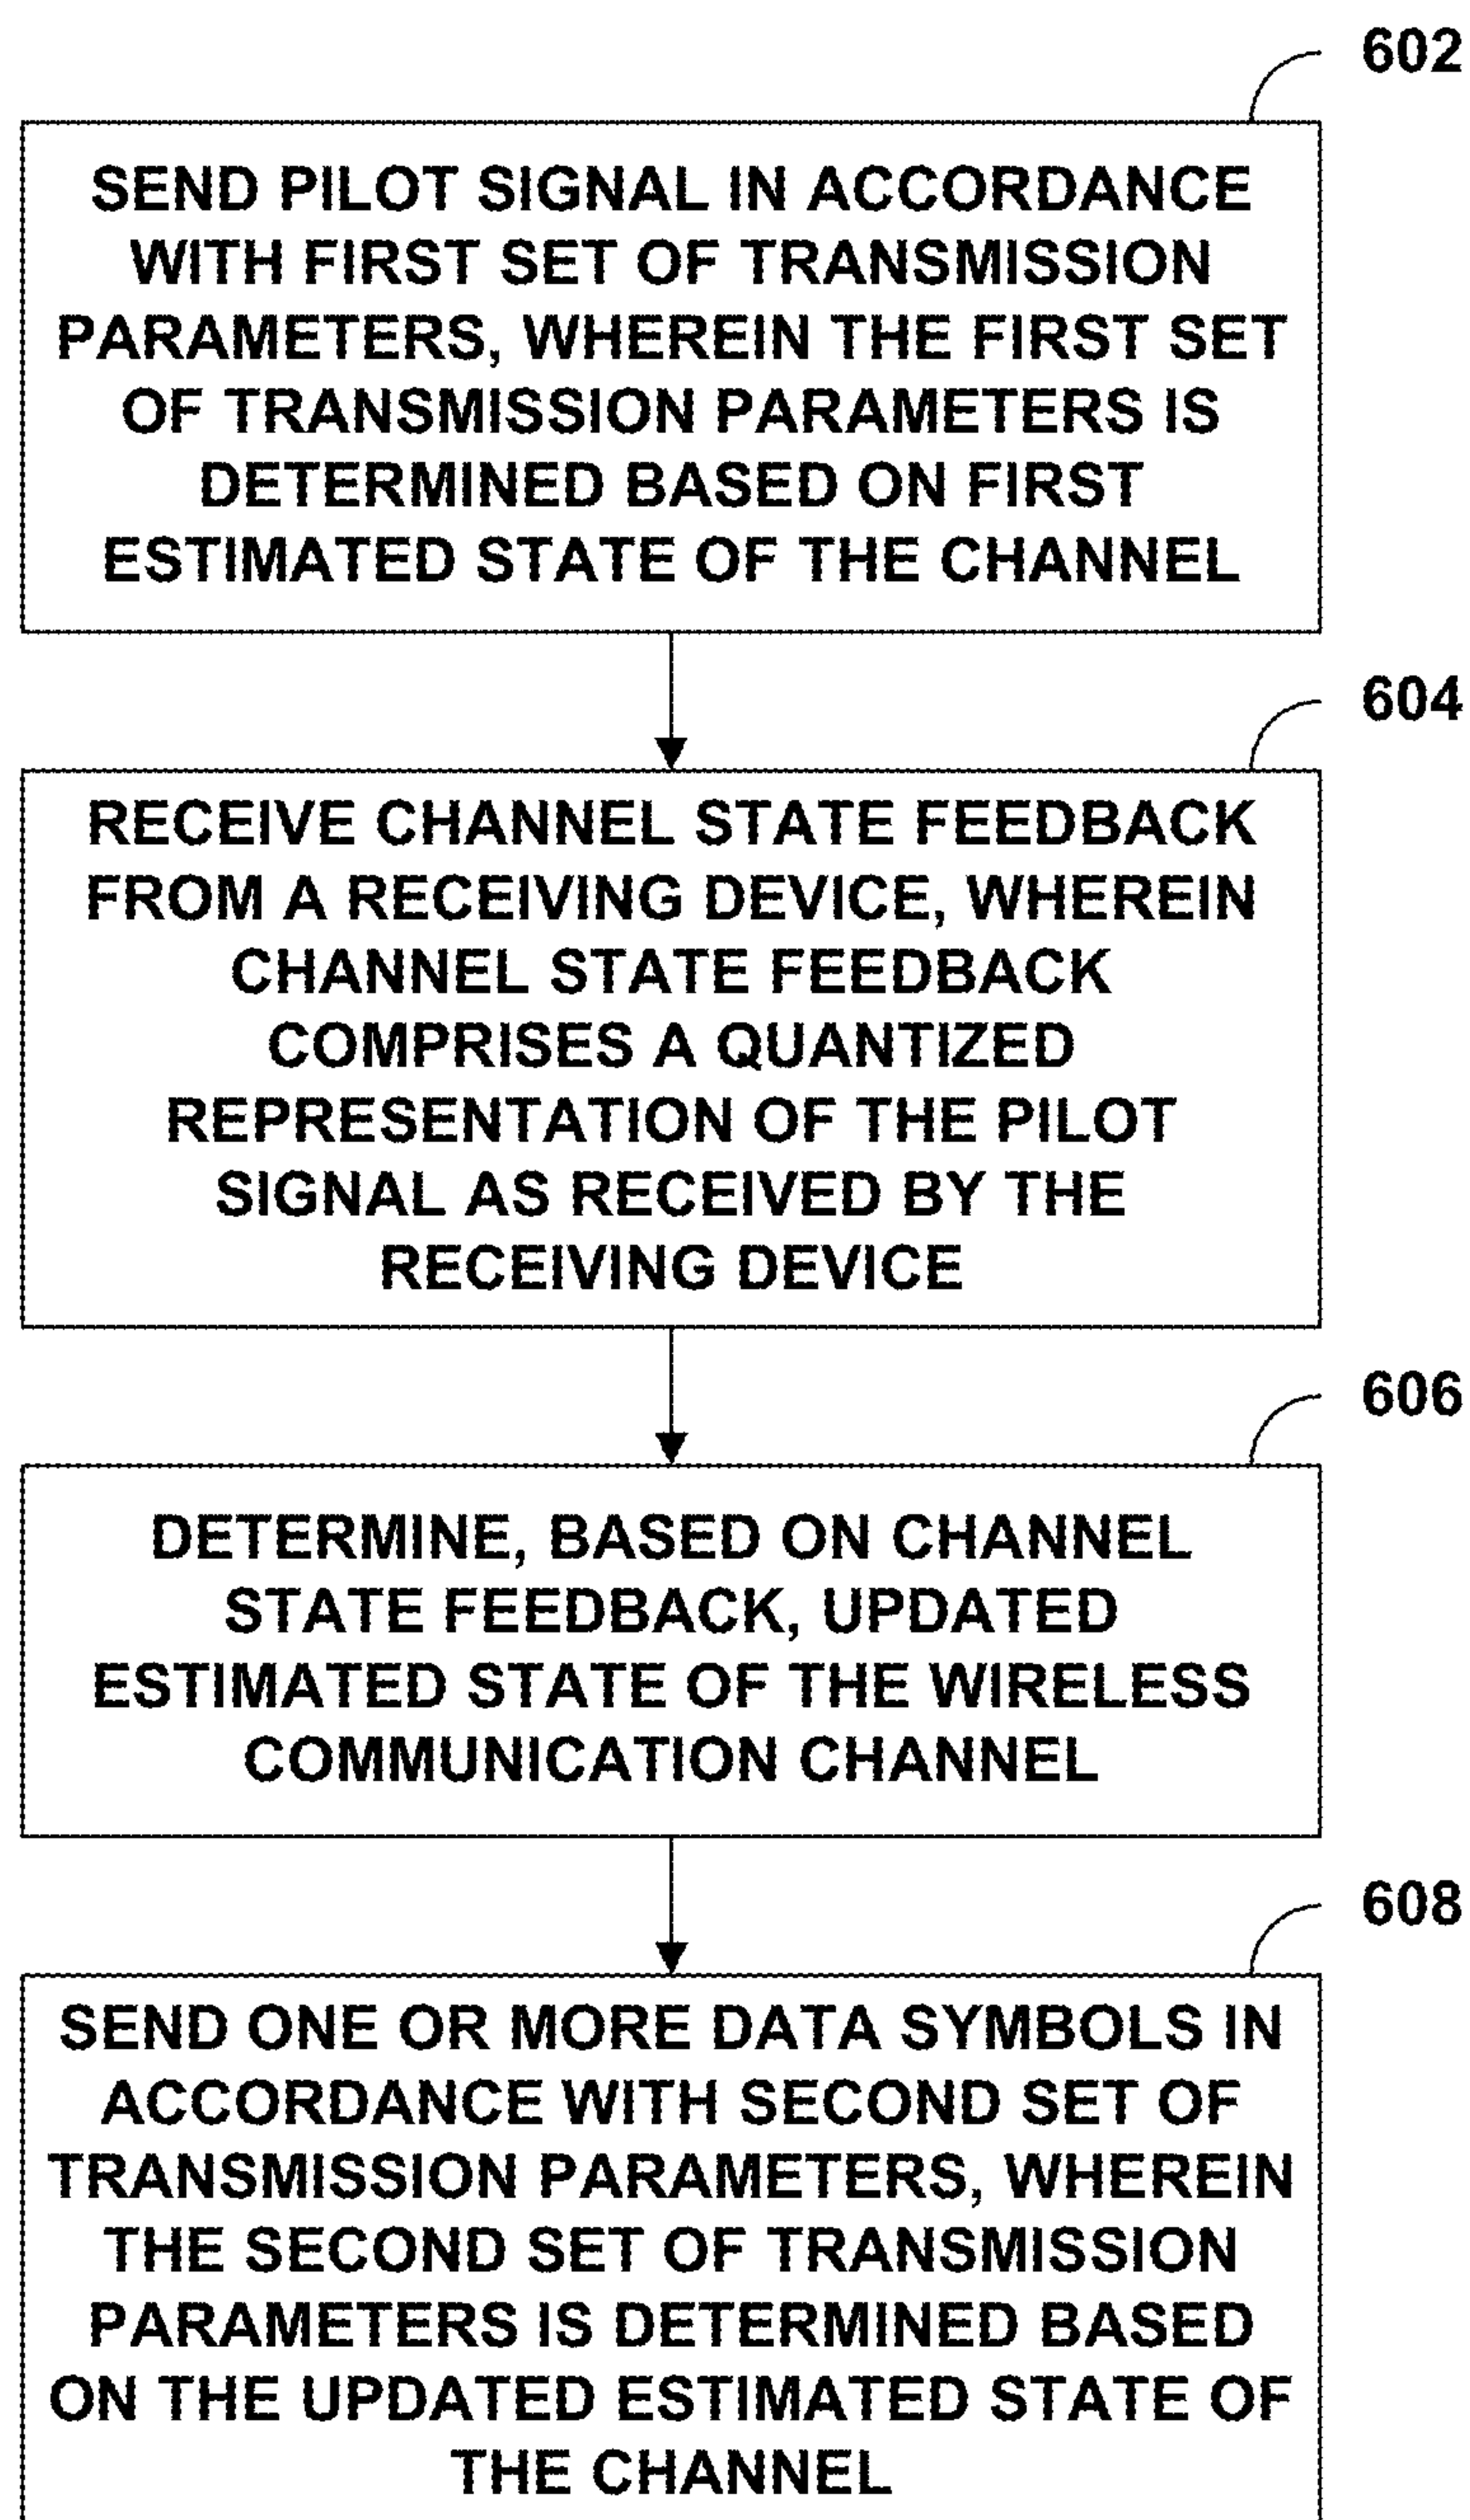 602
SEND PILOT SIGNAL IN ACCORDANCE
WITH FIRST SET OF TRANSMISSION
PARAMETERS, WHEREIN THE FIRST SET
OF TRANSMISSION PARAMETERS IS
DETERMINED BASED ON FIRST
ESTIMATED STATE OF THE CHANNEL
604
RECEIVE CHANNEL STATE FEEDBACK
FROM A RECEIVING DEVICE, WHEREIN
CHANNEL STATE FEEDBACK
COMPRISES A QUANTIZED
REPRESENTATION OF THE PILOT
SIGNAL AS RECEIVED BY THE
RECEIVING DEVICE
606
DETERMINE, BASED ON CHANNEL
STATE FEEDBACK, UPDATED
ESTIMATED STATE OF THE WIRELESS
COMMUNICATION CHANNEL
608
SEND ONE OR MORE DATA SYMBOLS IN
ACCORDANCE WITH SECOND SET OF
TRANSMISSION PARAMETERS, WHEREIN
THE SECOND SET OF TRANSMISSION
PARAMETERS IS DETERMINED BASED
ON THE UPDATED ESTIMATED STATE OF
THE CHANNEL